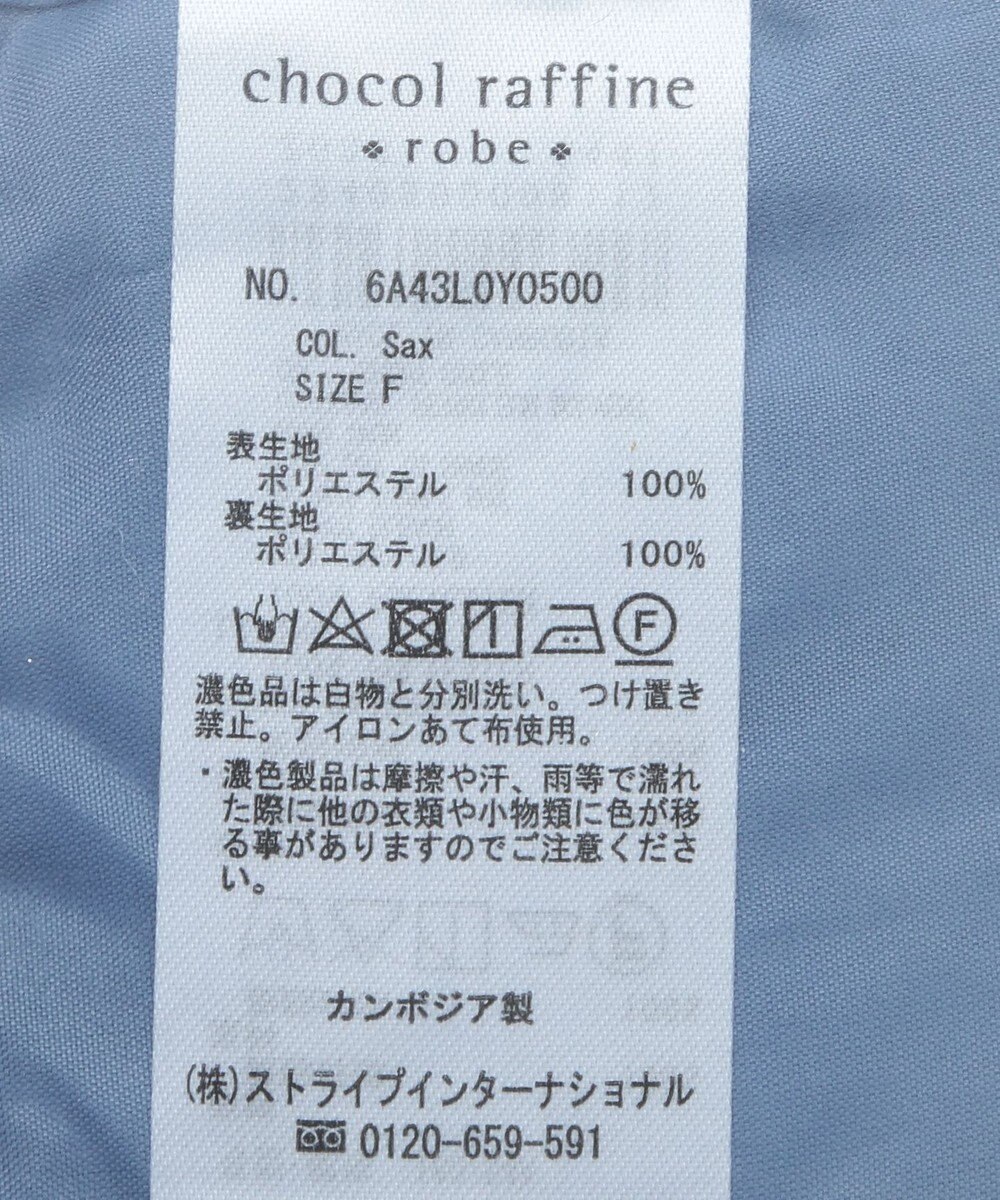 chocol raffine
robe
NO. 6A43L0Y0500
COL. Sax
SIZE F
表生地
ポリエステル 100%
裏生地
ポリエステル 100%
F
濃色品は白物と分別洗い。つけ置き
禁止。アイロンあて布使用。
・濃色製品は摩擦や汗、雨等で濡れ
た際に他の衣類や小物類に色が移
る事がありますのでご注意くださ
い。
カンボジア製
(株)ストライプインターナショナル
0120-659-591